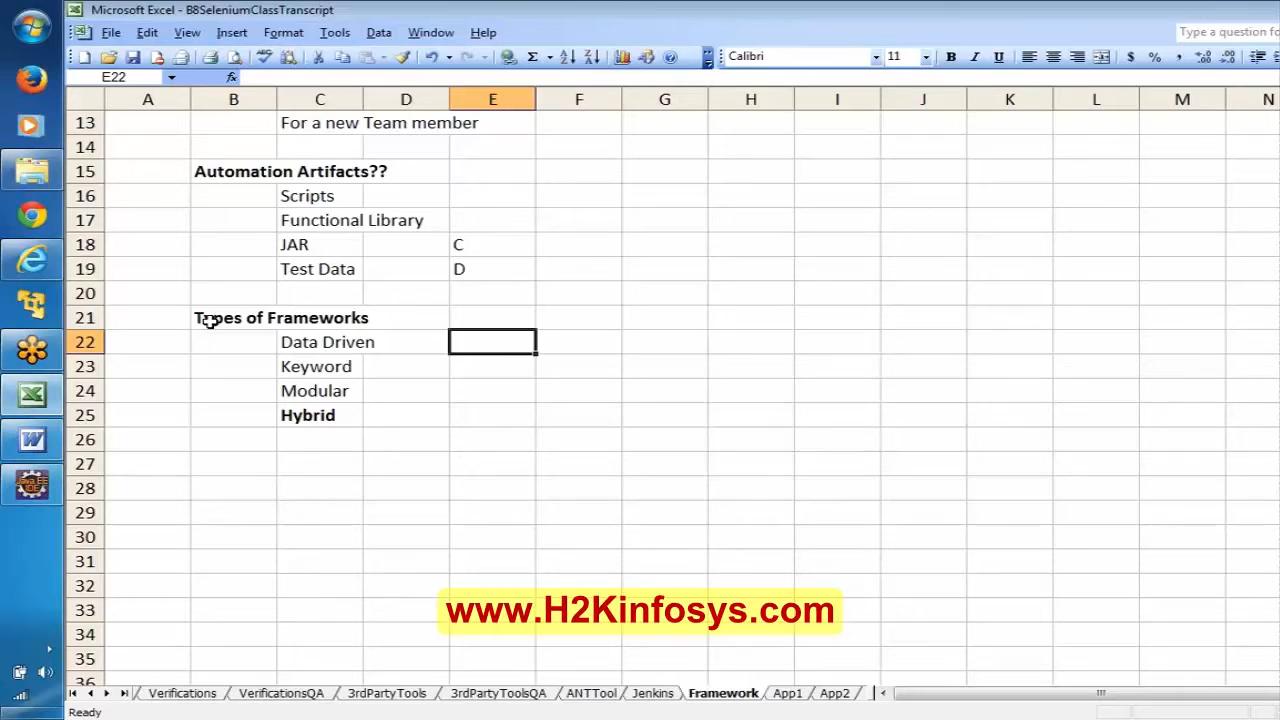 Microsoft Excel - B8SeleniumClassTranscript
File Edit View Insert Format Tools Data Window Help
Type a question fo
Calibri 11 B I U $ % ,
E22 fx
A B C D E F G H I J K L M N
13 For a new Team member
14
15 Automation Artifacts??
16 Scripts
17 Functional Library
18 JAR C
19 Test Data D
20
21 Types of Frameworks
22 Data Driven
23 Keyword
24 Modular
25 Hybrid
26
27
28
29
30
31
32
33
www.H2Kinfosys.com
34
35
36
Verifications VerificationsQA 3rdPartyTools 3rdPartyToolsQA ANTTool Jenkins Framework App1 App2
Ready